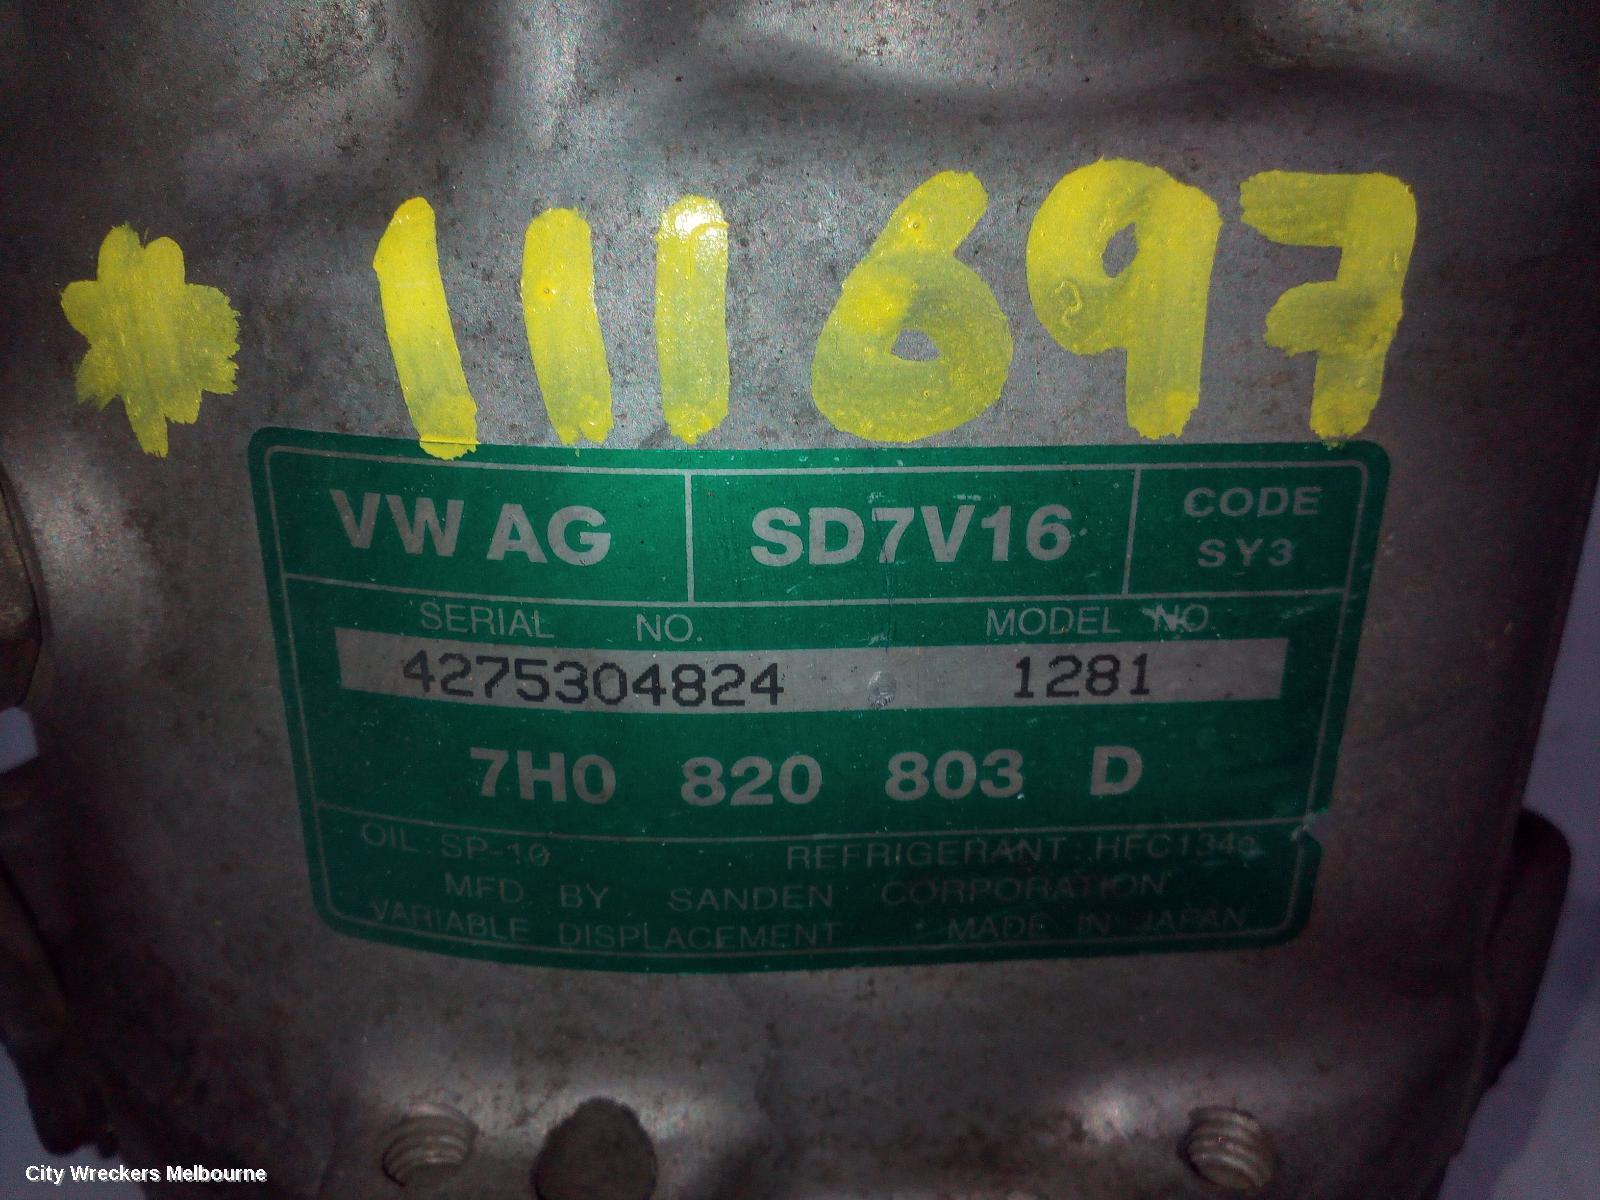 * 111697
VW AG SD7V16 CODE SY3
SERIAL NO. MODEL NO.
4275304824 1281
7H0 820 803 D
OIL: SP-10 REFRIGERANT: HFC134a
MFD. BY SANDEN CORPORATION
VARIABLE DISPLACEMENT MADE IN JAPAN
City Wreckers Melbourne